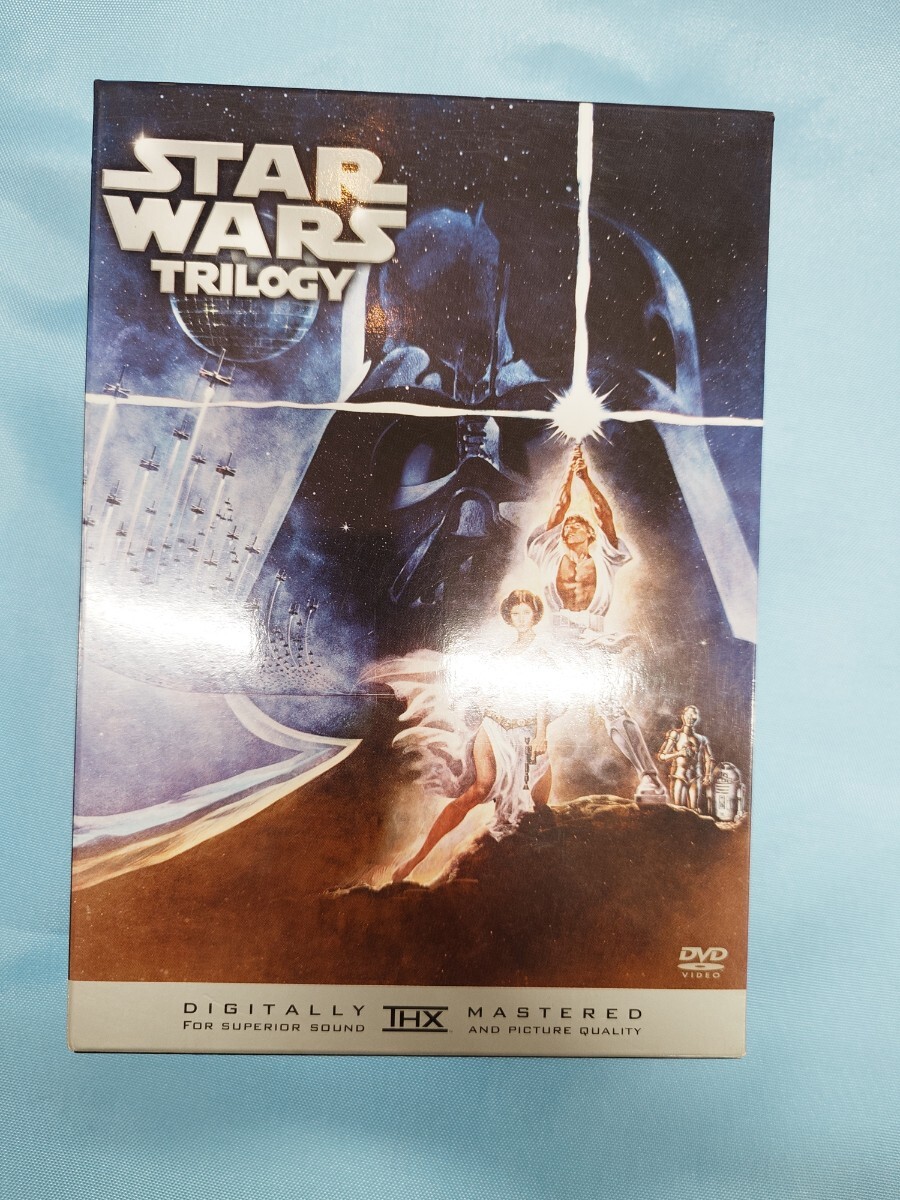 STAR
WARS
TRILOGY
DVD
VIDEO
DIGITALLY THX MASTERED
FOR SUPERIOR SOUND AND PICTURE QUALITY